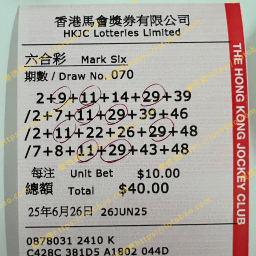 香港馬會獎券有限公司
HKJC Lotteries Limited
六合彩 Mark Six
期數 / Draw No. 070
2+9+11+14+29+39
/2+7+11+29+39+46
/2+11+22+26+29+48
/7+8+11+29+43+48
每注 Unit Bet $10.00
總額 Total $40.00
25年6月26日 26JUN25
0878031 2410 K
C428C 381D5 A1802 044D
THE HONG KONG JOCKEY CLUB